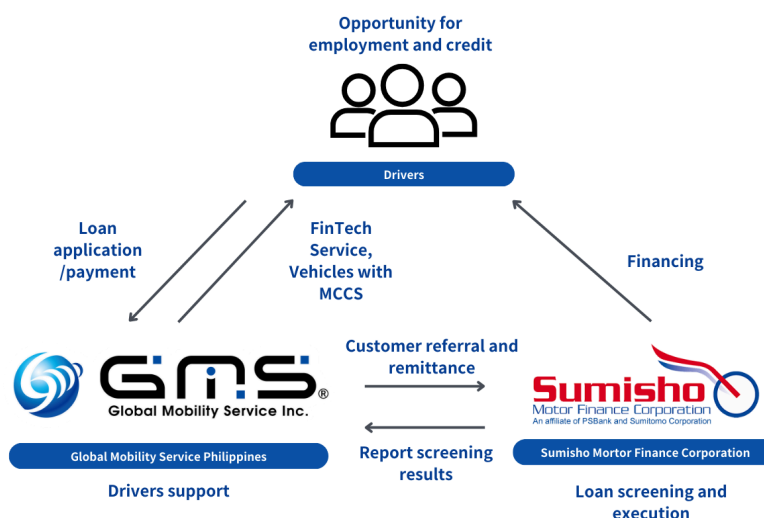 Opportunity for
employment and credit
Drivers
Loan
application
/payment
FinTech
Service,
Vehicles with
MCCS
Financing
Customer referral and
remittance
GMS®
Global Mobility Service Inc.
Sumisho
Motor Finance Corporation
An affiliate of PSBank and Sumitomo Corporation
Report screening
results
Global Mobility Service Philippines
Sumisho Mortor Finance Corporation
Drivers support
Loan screening and
execution